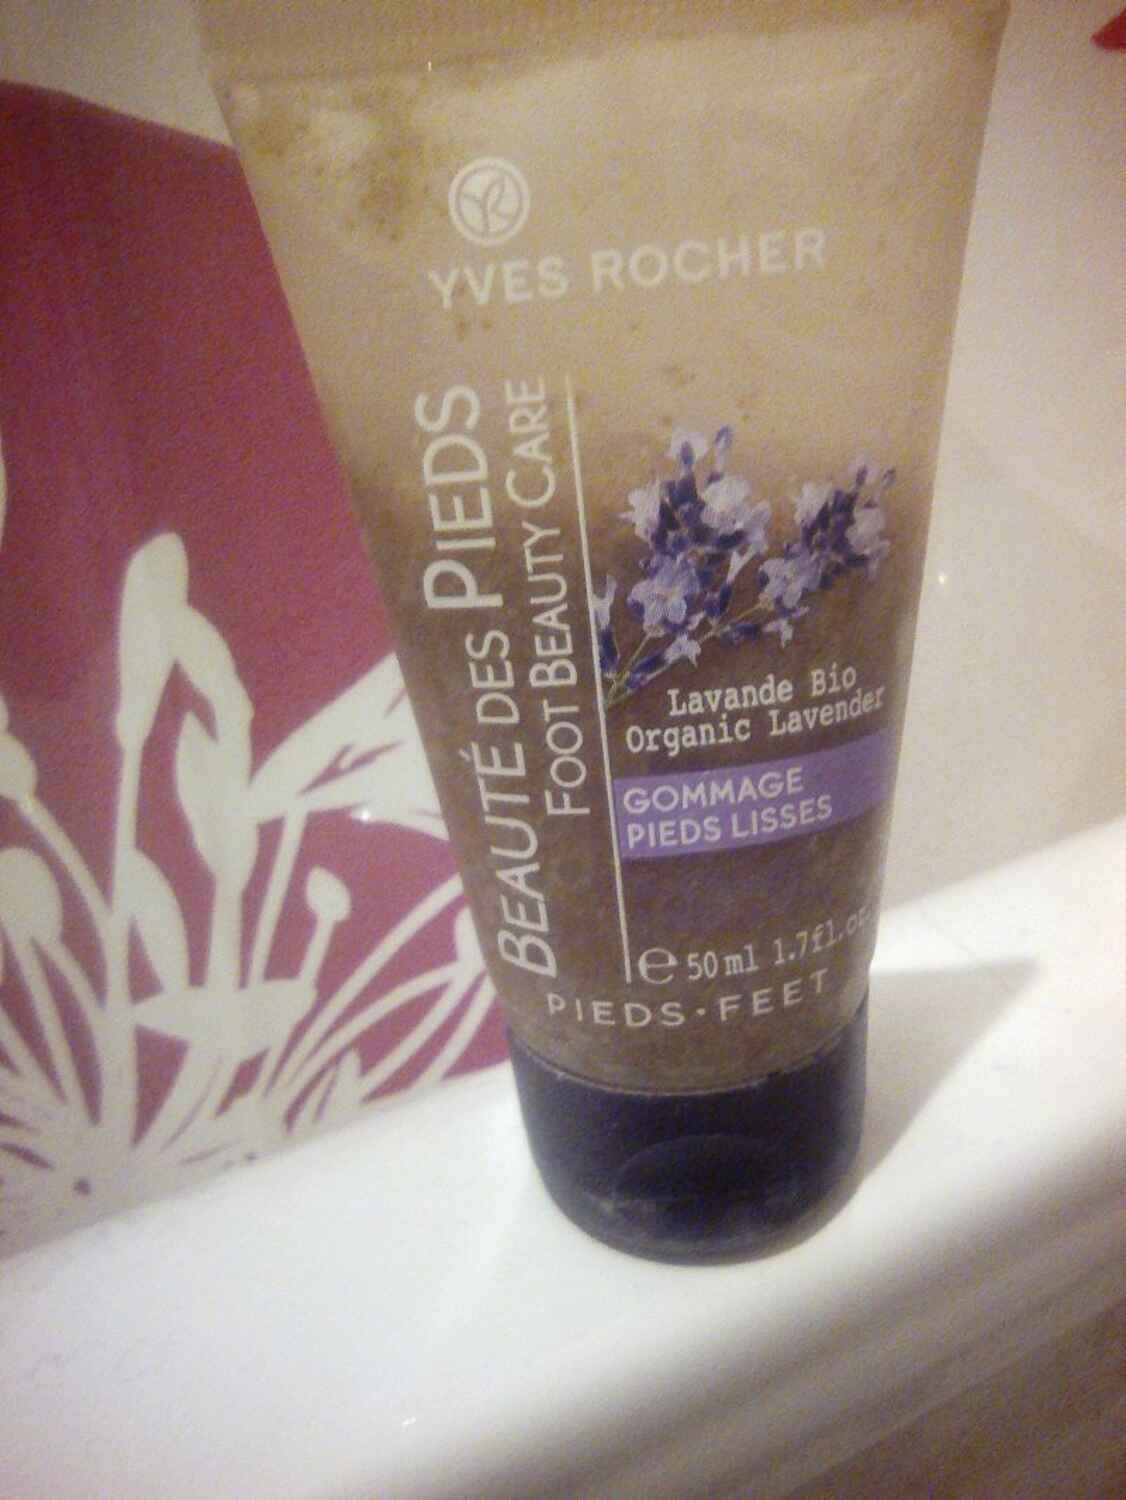 YVES ROCHER
BEAUTÉ DES PIEDS
FOOT BEAUTY CARE
Lavande Bio
Organic Lavender
GOMMAGE
PIEDS LISSES
e 50 ml 1.7 fl.oz.
PIEDS · FEET